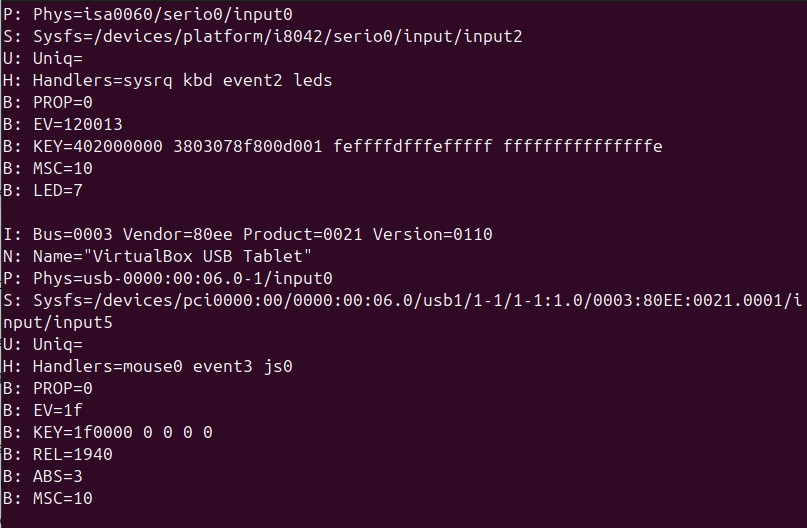 P: Phys=isa0060/serio0/input0
S: Sysfs=/devices/platform/i8042/serio0/input/input2
U: Uniq=
H: Handlers=sysrq kbd event2 leds
B: PROP=0
B: EV=120013
B: KEY=402000000 3803078f800d001 feffffdfffefffff fffffffffffffffe
B: MSC=10
B: LED=7
I: Bus=0003 Vendor=80ee Product=0021 Version=0110
N: Name="VirtualBox USB Tablet"
P: Phys=usb-0000:00:06.0-1/input0
S: Sysfs=/devices/pci0000:00/0000:00:06.0/usb1/1-1/1-1:1.0/0003:80EE:0021.0001/i
nput/input5
U: Uniq=
H: Handlers=mouse0 event3 js0
B: PROP=0
B: EV=1f
B: KEY=1f0000 0 0 0 0
B: REL=1940
B: ABS=3
B: MSC=10